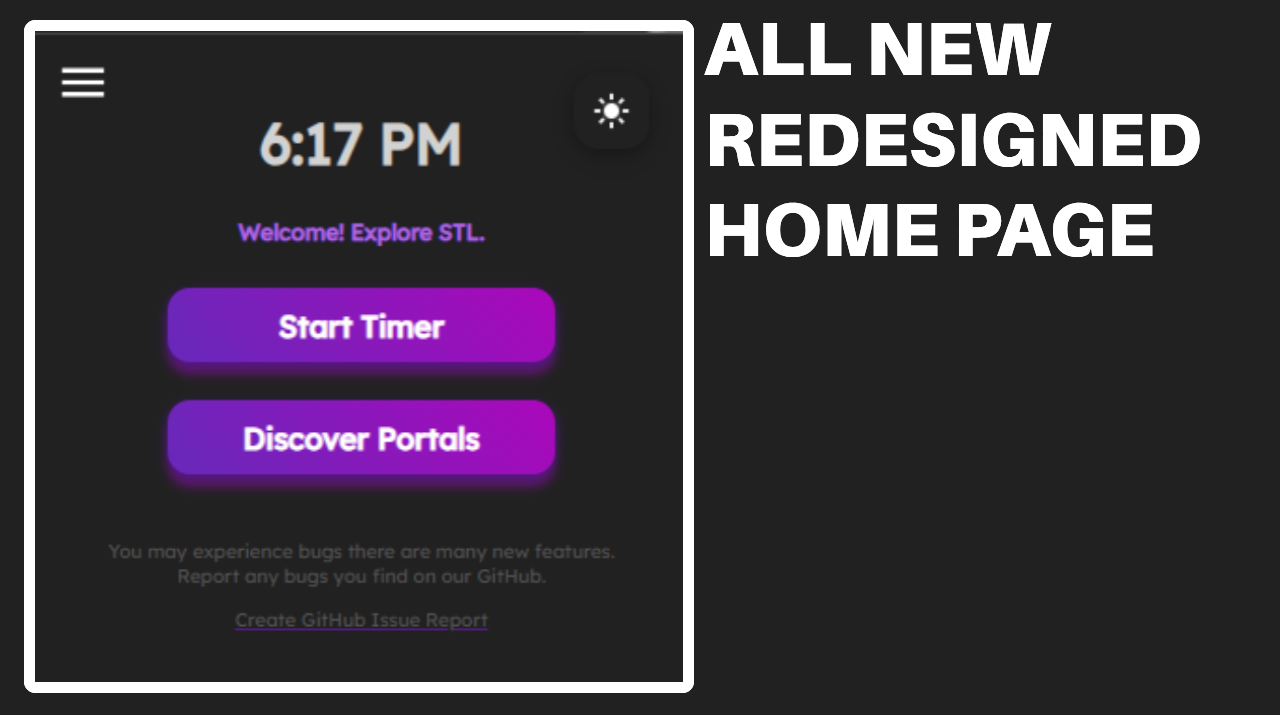 6:17 PM
Welcome! Explore STL.
Start Timer
Discover Portals
You may experience bugs there are many new features.
Report any bugs you find on our GitHub.
Create GitHub Issue Report
ALL NEW
REDESIGNED
HOME PAGE